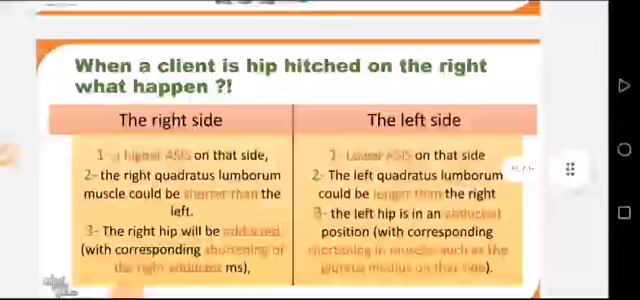 When a client is hip hitched on the right
what happen ?!
The right side
The left side
1- a higher ASIS on that side,
2- the right quadratus lumborum
muscle could be shorter than the
left.
3- The right hip will be adducted
(with corresponding shortening of
the right adductor ms),
1- Lower ASIS on that side
2- The left quadratus lumborum
could be longer than the right
3- the left hip is in an abducted
position (with corresponding
shortening in muscles such as the
gluteus medius on that side).